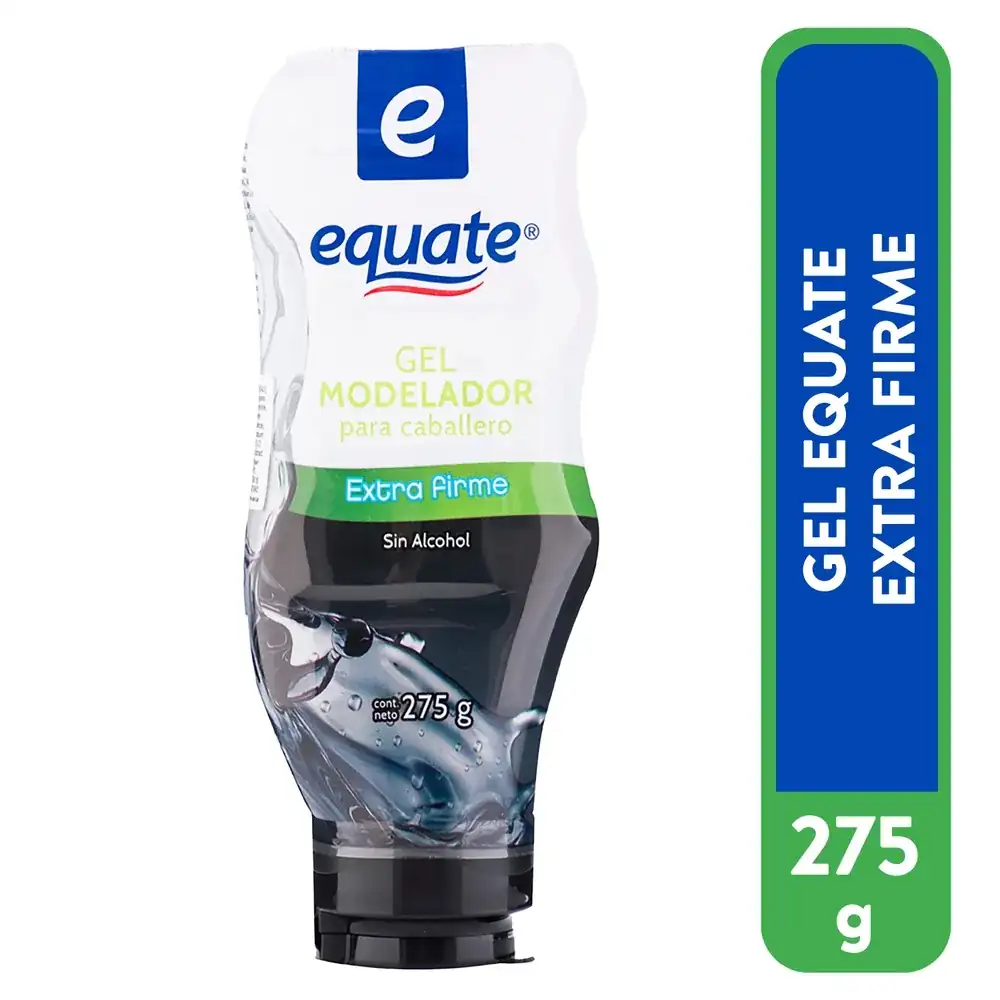 e
equate®
GEL
MODELADOR
para caballero
Extra firme
Sin Alcohol
cont.
neto 275 g
GEL EQUATE
EXTRA FIRME
275
g